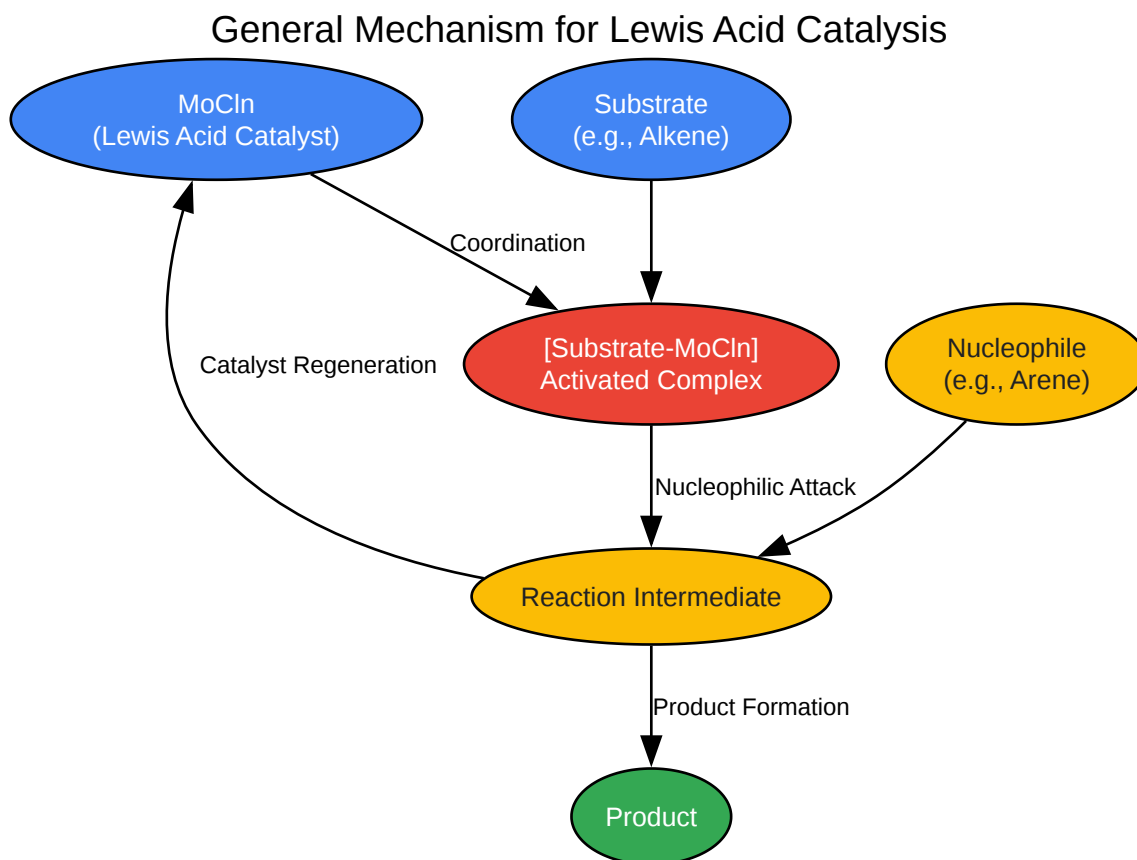 General Mechanism for Lewis Acid Catalysis
MoCln
(Lewis Acid Catalyst)
Substrate
(e.g., Alkene)
Coordination
[Substrate-MoCln]
Activated Complex
Nucleophile
(e.g., Arene)
Catalyst Regeneration
Nucleophilic Attack
Reaction Intermediate
Product Formation
Product